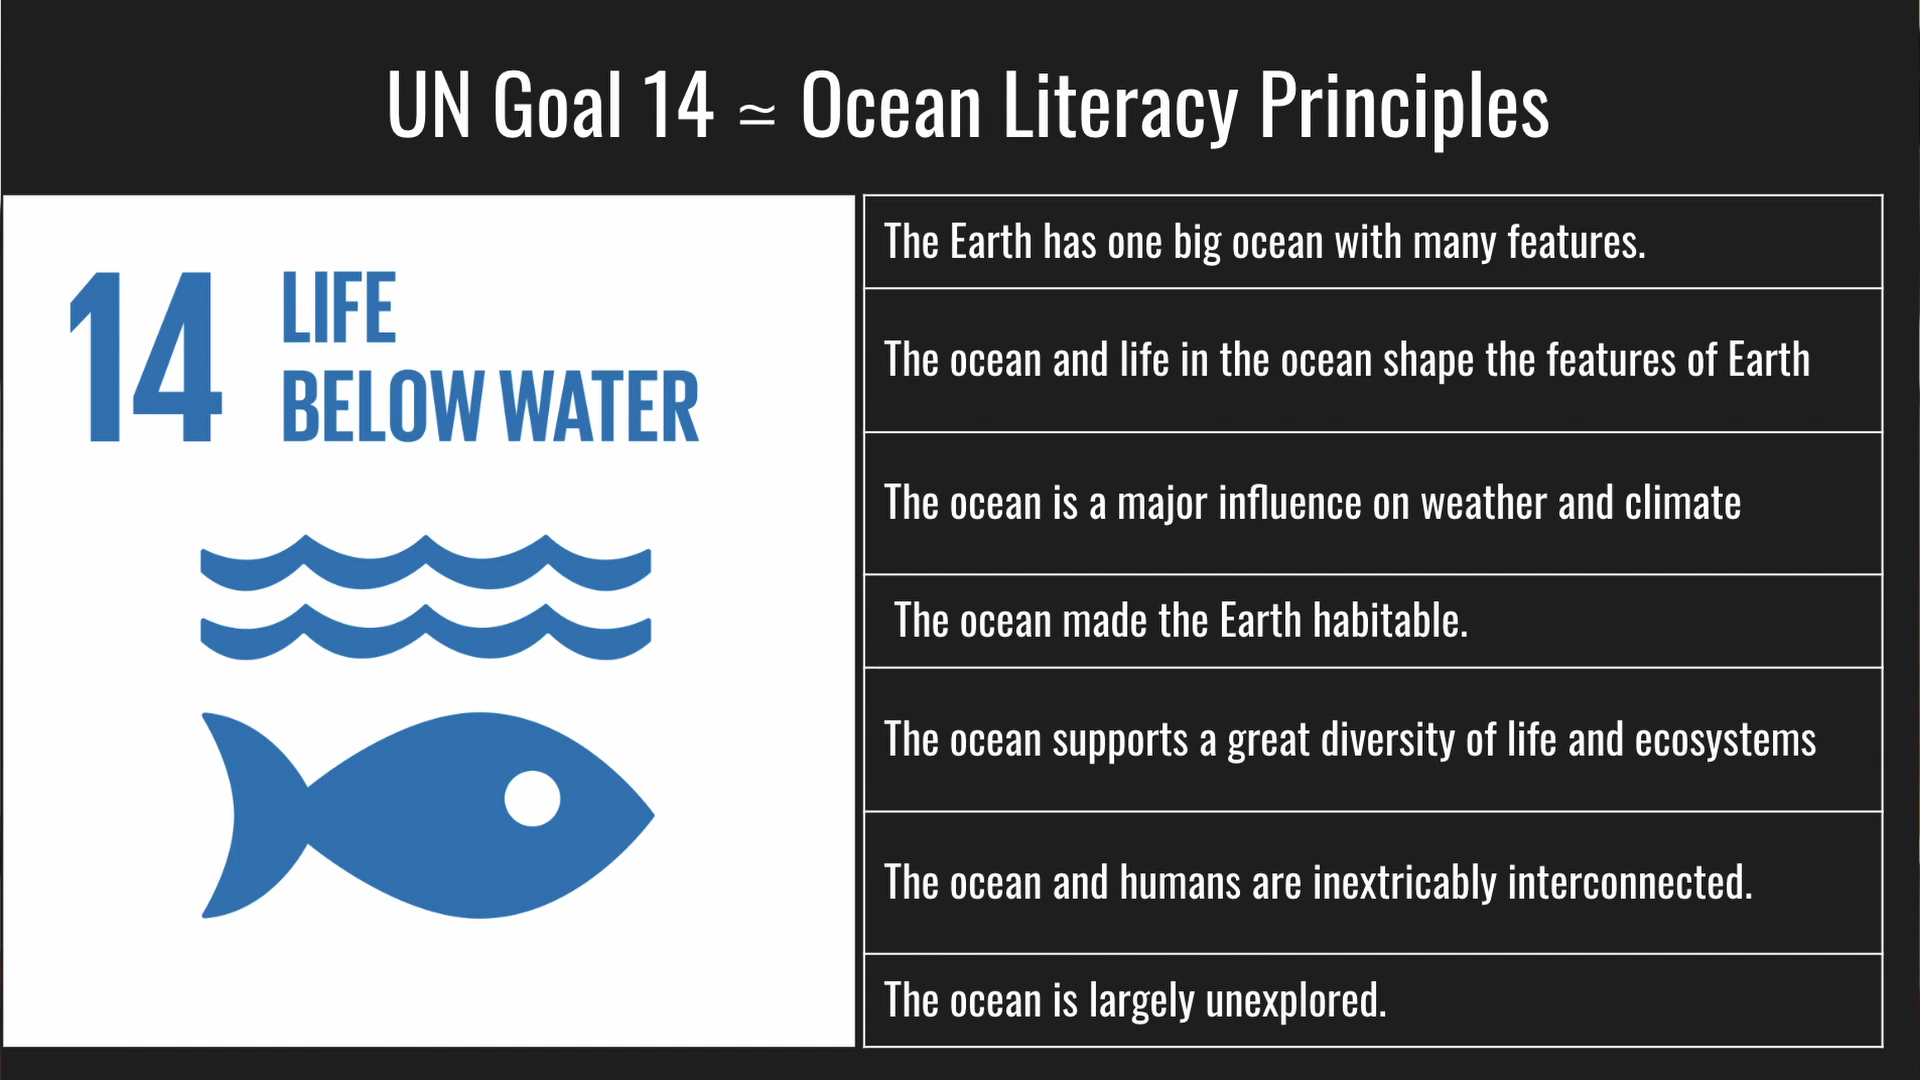 UN Goal 14 ≃ Ocean Literacy Principles
14 LIFE
BELOW WATER
The Earth has one big ocean with many features.
The ocean and life in the ocean shape the features of Earth
The ocean is a major influence on weather and climate
The ocean made the Earth habitable.
The ocean supports a great diversity of life and ecosystems
The ocean and humans are inextricably interconnected.
The ocean is largely unexplored.